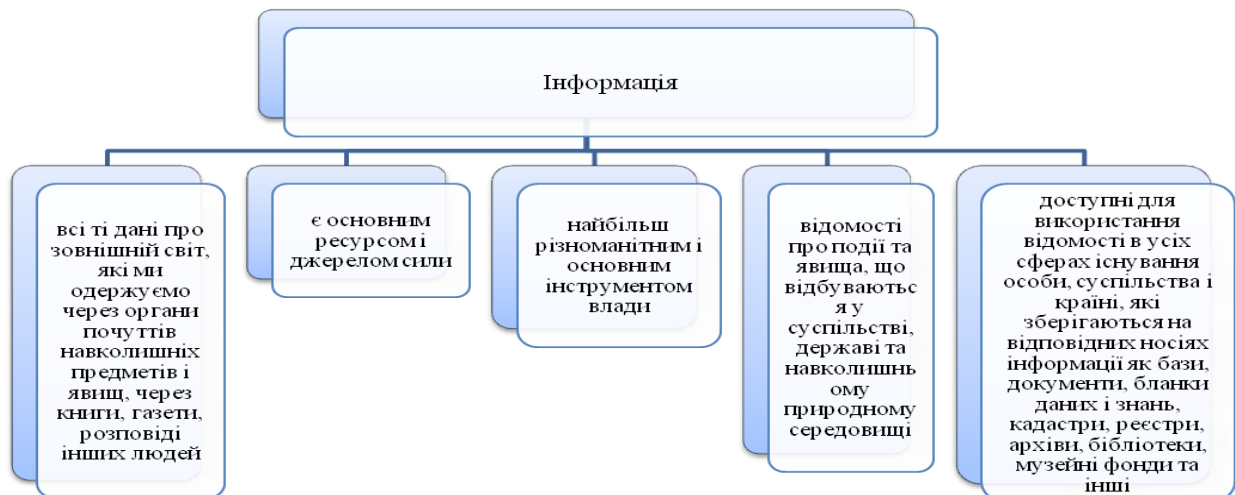 Інформація
всі ті дані про
зовнішній світ,
які ми
одержуємо
через органи
почуттів
навколишніх
предметів і
явищ, через
книги, газети,
розповіді
інших людей
є основним
ресурсом і
джерелом сили
найбільш
різноманітним і
основним
інструментом
влади
відомості
про події та
явища, що
відбуваютьс
я у
суспільстві,
державі та
навколишнь
ому
природному
середовищі
доступні для
використання
відомості в усіх
сферах існування
особи, суспільства і
країні, які
зберігаються на
відповідних носіях
інформації як бази,
документи, бланки
даних і знань,
кадастри, реєстри,
архіви, бібліотеки,
музейні фонди та
інші